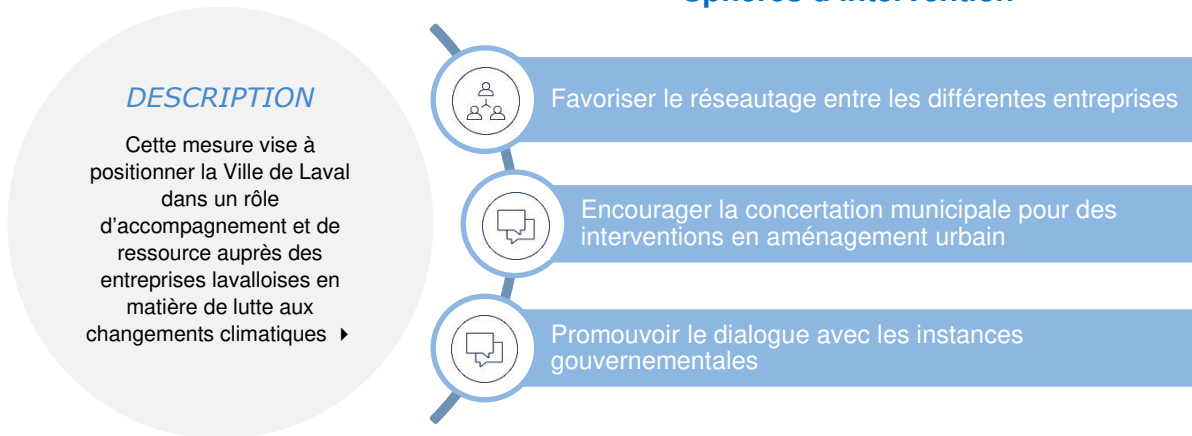 Sphères d'intervention
DESCRIPTION
Cette mesure vise à
positionner la Ville de Laval
dans un rôle
d'accompagnement et de
ressource auprès des
entreprises lavalloises en
matière de lutte aux
changements climatiques
Favoriser le réseautage entre les différentes entreprises
Encourager la concertation municipale pour des
interventions en aménagement urbain
Promouvoir le dialogue avec les instances
gouvernementales